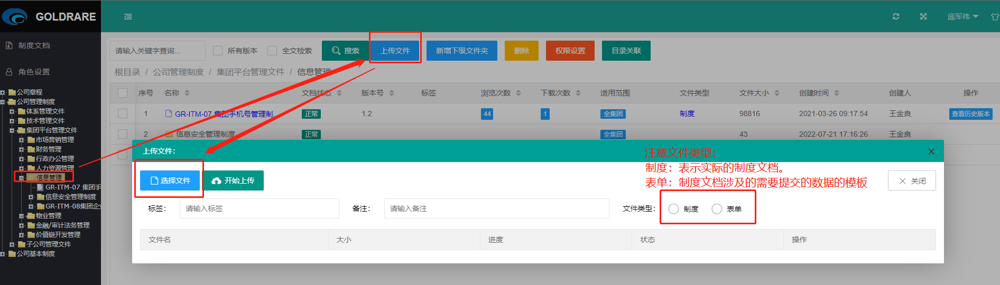 GOLDRARE
庞军伟
制度文档
角色设置
公司章程
公司管理制度
体系管理文件
技术管理文件
集团平台管理文件
市场营销管理
财务管理
行政办公管理
人力资源管理
信息管理
GR-ITM-07 集团手
信息安全管理制度
GR-ITM-08集团企业
物业管理
金融/审计法务管理
价值链开发管理
子公司管理文件
公司基本制度
请输入关键字查询... 所有版本 全文检索 搜索 上传文件 新增下级文件夹 删除 权限设置 目录关联
根目录 / 公司管理制度 / 集团平台管理文件 / 信息管理
序号 名称 文档状态 版本号 标签 浏览次数 下载次数 适用范围 文件类型 文件大小 创建时间 创建人 操作
1 GR-ITM-07 集团手机号管理制 正常 1.2 44 1 全集团 制度 98816 2021-03-26 09:17:54 王金良 查看历史版本
2 信息安全管理制度 正常 全集团 43 2022-07-21 17:16:26 王金良
上传文件：
注意文件类型：
制度：表示实际的制度文档。
表单：制度文档涉及的需要提交的数据的模板
选择文件 开始上传 关闭
标签： 请输入标签 备注： 请输入备注 文件类型： 制度 表单
文件名 大小 进度 状态 操作